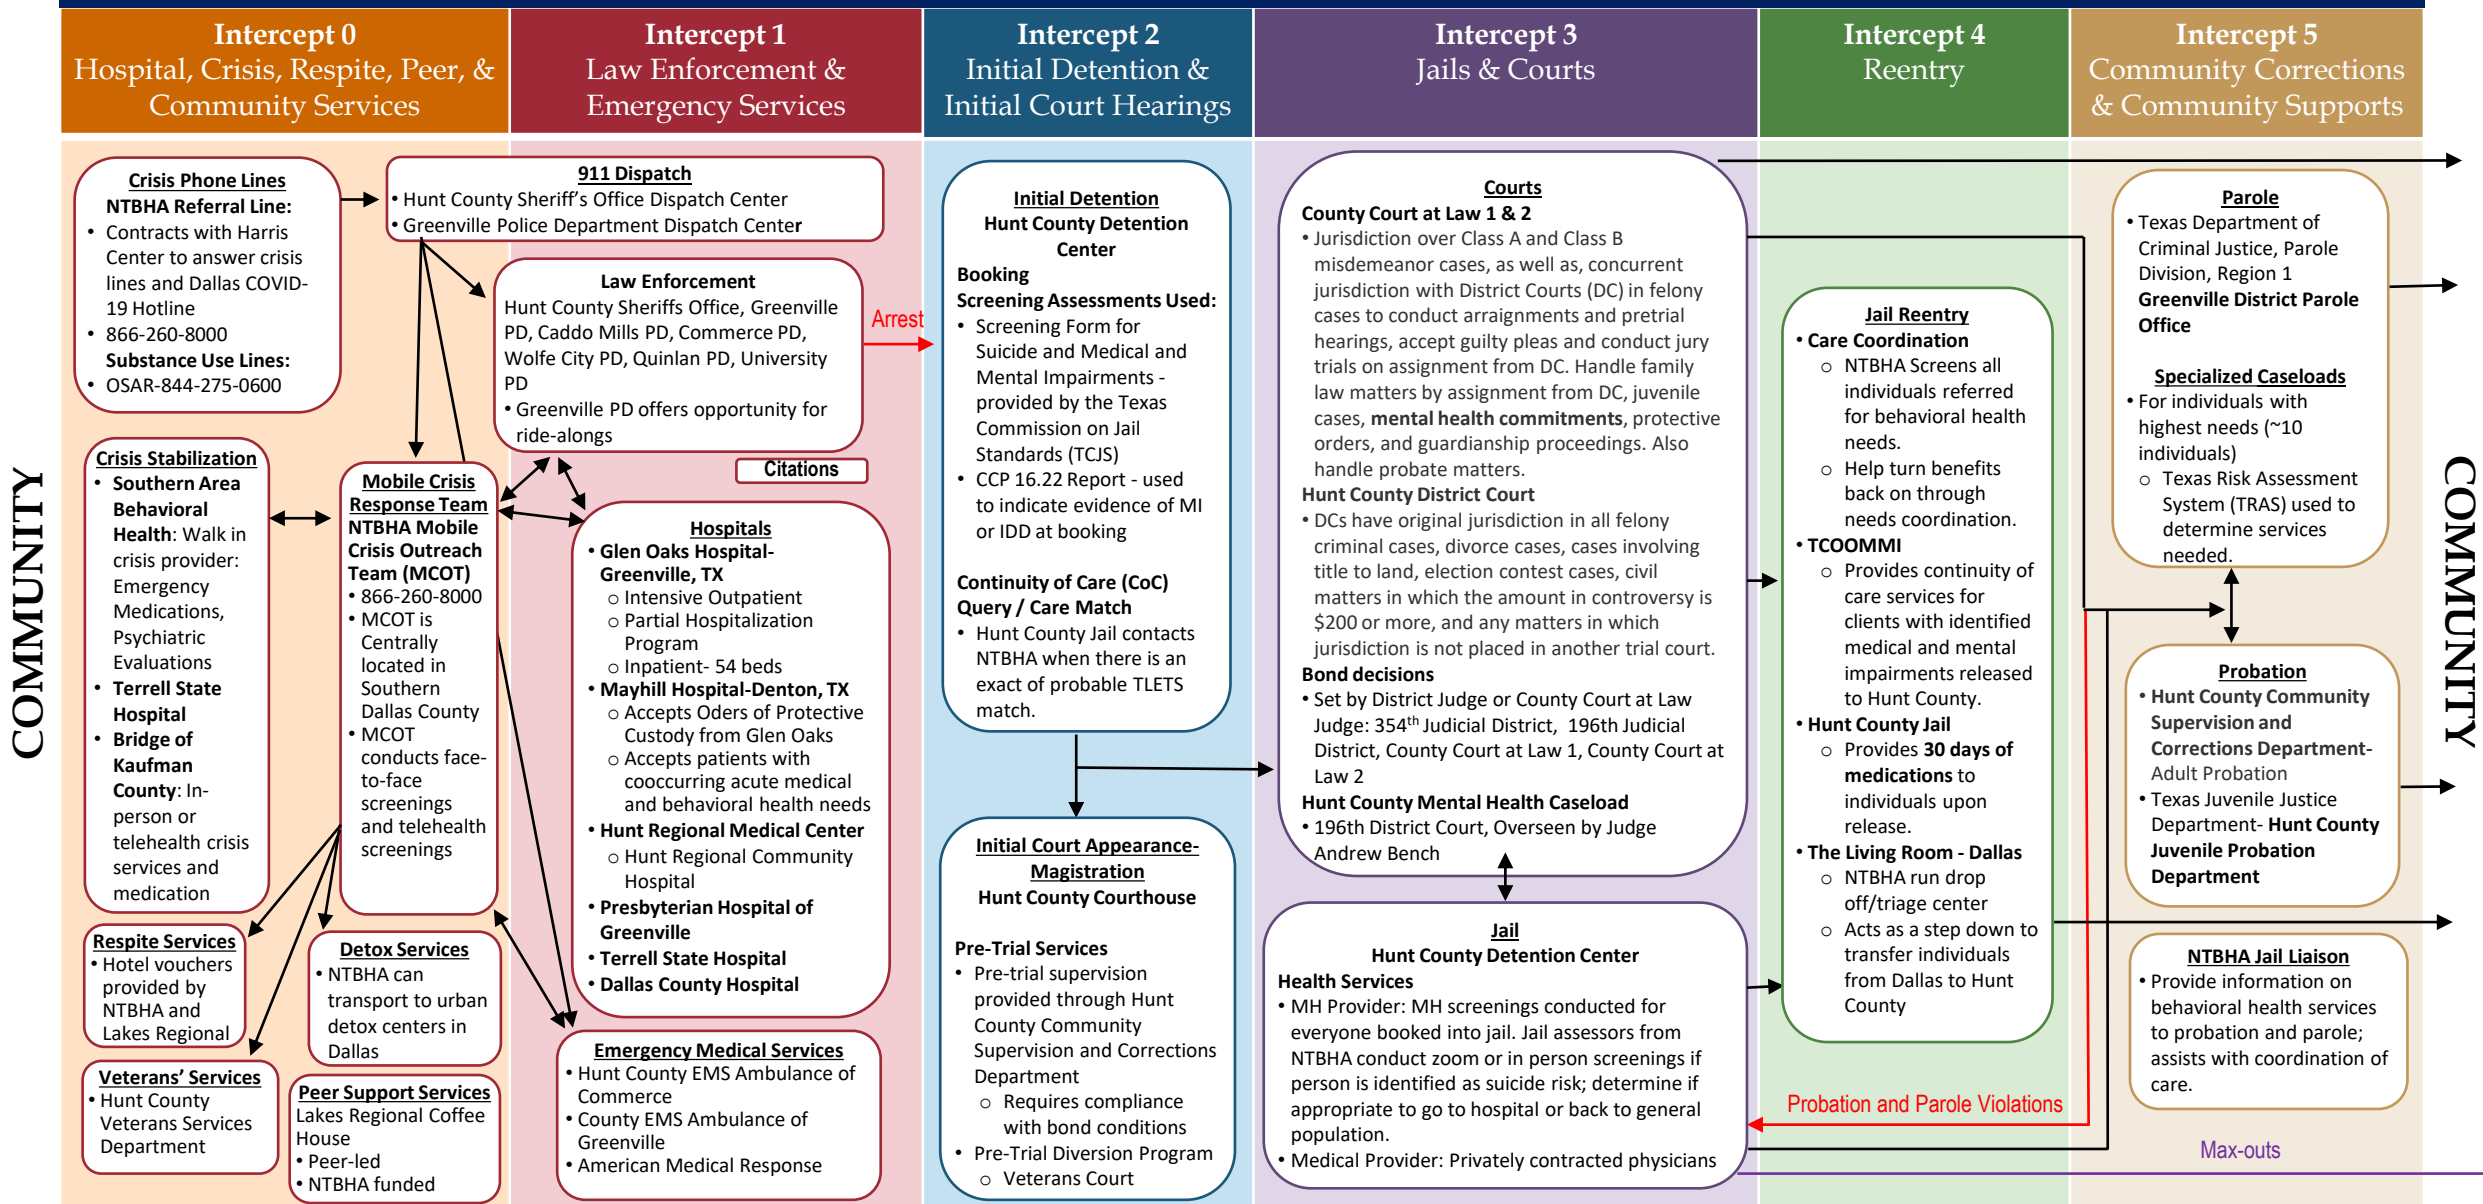 Intercept 0
Hospital, Crisis, Respite, Peer, &
Community Services
Intercept 1
Law Enforcement &
Emergency Services
Intercept 2
Initial Detention &
Initial Court Hearings
Intercept 3
Jails & Courts
Intercept 4
Reentry
Intercept 5
Community Corrections
& Community Supports
COMMUNITY
Crisis Phone Lines
NTBHA Referral Line:
• Contracts with Harris
Center to answer crisis
lines and Dallas COVID-
19 Hotline
• 866-260-8000
Substance Use Lines:
• OSAR-844-275-0600
Crisis Stabilization
• Southern Area
Behavioral
Health: Walk in
crisis provider:
Emergency
Medications,
Psychiatric
Evaluations
• Terrell State
Hospital
• Bridge of
Kaufman
County: In-
person or
telehealth crisis
services and
medication
Mobile Crisis
Response Team
NTBHA Mobile
Crisis Outreach
Team (MCOT)
• 866-260-8000
• MCOT is
Centrally
located in
Southern
Dallas County
• MCOT
conducts face-
to-face
screenings
and telehealth
screenings
Respite Services
• Hotel vouchers
provided by
NTBHA and
Lakes Regional
Detox Services
• NTBHA can
transport to urban
detox centers in
Dallas
Veterans' Services
• Hunt County
Veterans Services
Department
Peer Support Services
Lakes Regional Coffee
House
• Peer-led
• NTBHA funded
911 Dispatch
• Hunt County Sheriff's Office Dispatch Center
• Greenville Police Department Dispatch Center
Law Enforcement
Hunt County Sheriffs Office, Greenville
PD, Caddo Mills PD, Commerce PD,
Wolfe City PD, Quinlan PD, University
PD
• Greenville PD offers opportunity for
ride-alongs
Arrest
Citations
Hospitals
• Glen Oaks Hospital-
Greenville, TX
o Intensive Outpatient
o Partial Hospitalization
Program
o Inpatient- 54 beds
• Mayhill Hospital-Denton, TX
o Accepts Oders of Protective
Custody from Glen Oaks
o Accepts patients with
cooccurring acute medical
and behavioral health needs
• Hunt Regional Medical Center
o Hunt Regional Community
Hospital
• Presbyterian Hospital of
Greenville
• Terrell State Hospital
• Dallas County Hospital
Emergency Medical Services
• Hunt County EMS Ambulance of
Commerce
• County EMS Ambulance of
Greenville
• American Medical Response
Initial Detention
Hunt County Detention
Center
Booking
Screening Assessments Used:
• Screening Form for
Suicide and Medical and
Mental Impairments -
provided by the Texas
Commission on Jail
Standards (TCJS)
• CCP 16.22 Report - used
to indicate evidence of MI
or IDD at booking
Continuity of Care (CoC)
Query / Care Match
• Hunt County Jail contacts
NTBHA when there is an
exact of probable TLETS
match.
Initial Court Appearance-
Magistration
Hunt County Courthouse
Pre-Trial Services
• Pre-trial supervision
provided through Hunt
County Community
Supervision and Corrections
Department
o Requires compliance
with bond conditions
• Pre-Trial Diversion Program
o Veterans Court
Courts
County Court at Law 1 & 2
• Jurisdiction over Class A and Class B
misdemeanor cases, as well as, concurrent
jurisdiction with District Courts (DC) in felony
cases to conduct arraignments and pretrial
hearings, accept guilty pleas and conduct jury
trials on assignment from DC. Handle family
law matters by assignment from DC, juvenile
cases, mental health commitments, protective
orders, and guardianship proceedings. Also
handle probate matters.
Hunt County District Court
• DCs have original jurisdiction in all felony
criminal cases, divorce cases, cases involving
title to land, election contest cases, civil
matters in which the amount in controversy is
$200 or more, and any matters in which
jurisdiction is not placed in another trial court.
Bond decisions
• Set by District Judge or County Court at Law
Judge: 354th Judicial District, 196th Judicial
District, County Court at Law 1, County Court at
Law 2
Hunt County Mental Health Caseload
• 196th District Court, Overseen by Judge
Andrew Bench
Jail
Hunt County Detention Center
Health Services
• MH Provider: MH screenings conducted for
everyone booked into jail. Jail assessors from
NTBHA conduct zoom or in person screenings if
person is identified as suicide risk; determine if
appropriate to go to hospital or back to general
population.
• Medical Provider: Privately contracted physicians
Jail Reentry
• Care Coordination
o NTBHA Screens all
individuals referred
for behavioral health
needs.
o Help turn benefits
back on through
needs coordination.
• TCOOMMI
o Provides continuity of
care services for
clients with identified
medical and mental
impairments released
to Hunt County.
• Hunt County Jail
o Provides 30 days of
medications to
individuals upon
release.
• The Living Room - Dallas
o NTBHA run drop
off/triage center
o Acts as a step down to
transfer individuals
from Dallas to Hunt
County
Probation and Parole Violations
Parole
• Texas Department of
Criminal Justice, Parole
Division, Region 1
Greenville District Parole
Office
Specialized Caseloads
• For individuals with
highest needs (~10
individuals)
o Texas Risk Assessment
System (TRAS) used to
determine services
needed.
Probation
• Hunt County Community
Supervision and
Corrections Department-
Adult Probation
• Texas Juvenile Justice
Department- Hunt County
Juvenile Probation
Department
NTBHA Jail Liaison
• Provide information on
behavioral health services
to probation and parole;
assists with coordination of
care.
Max-outs
COMMUNITY